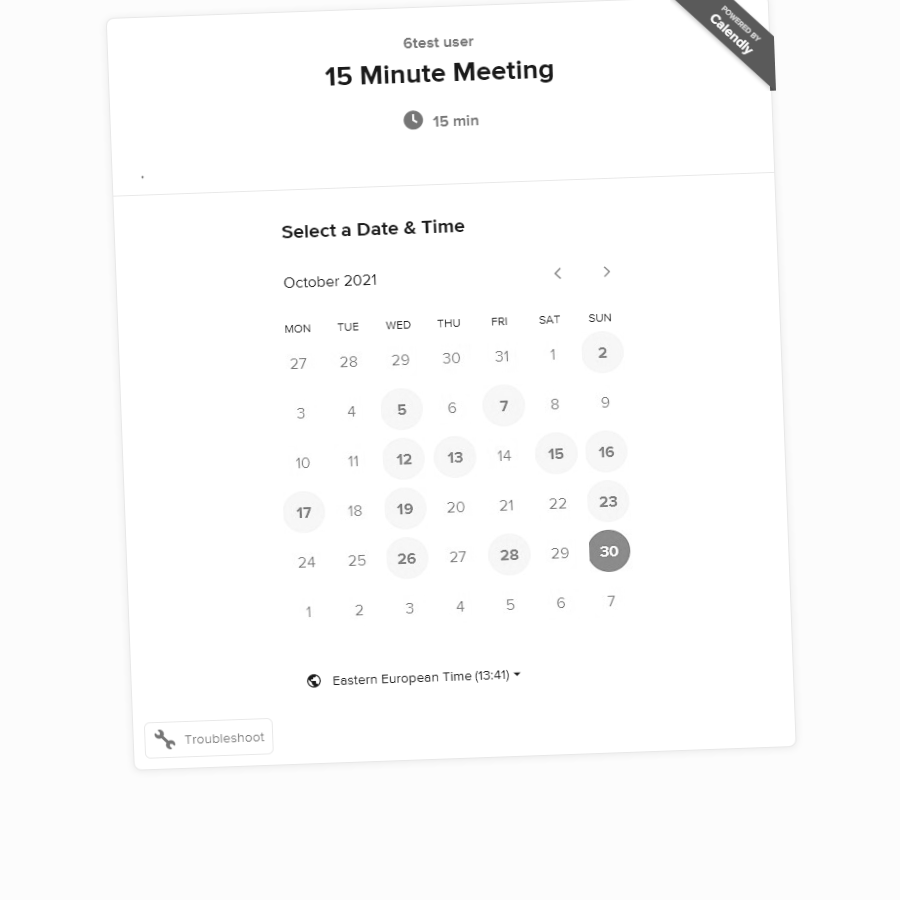 POWERED BY
Calendly
6test user
15 Minute Meeting
15 min
.
Select a Date & Time
October 2021
MON TUE WED THU FRI SAT SUN
27 28 29 30 31 1 2
3 4 5 6 7 8 9
10 11 12 13 14 15 16
17 18 19 20 21 22 23
24 25 26 27 28 29 30
1 2 3 4 5 6 7
Eastern European Time (13:41)
Troubleshoot